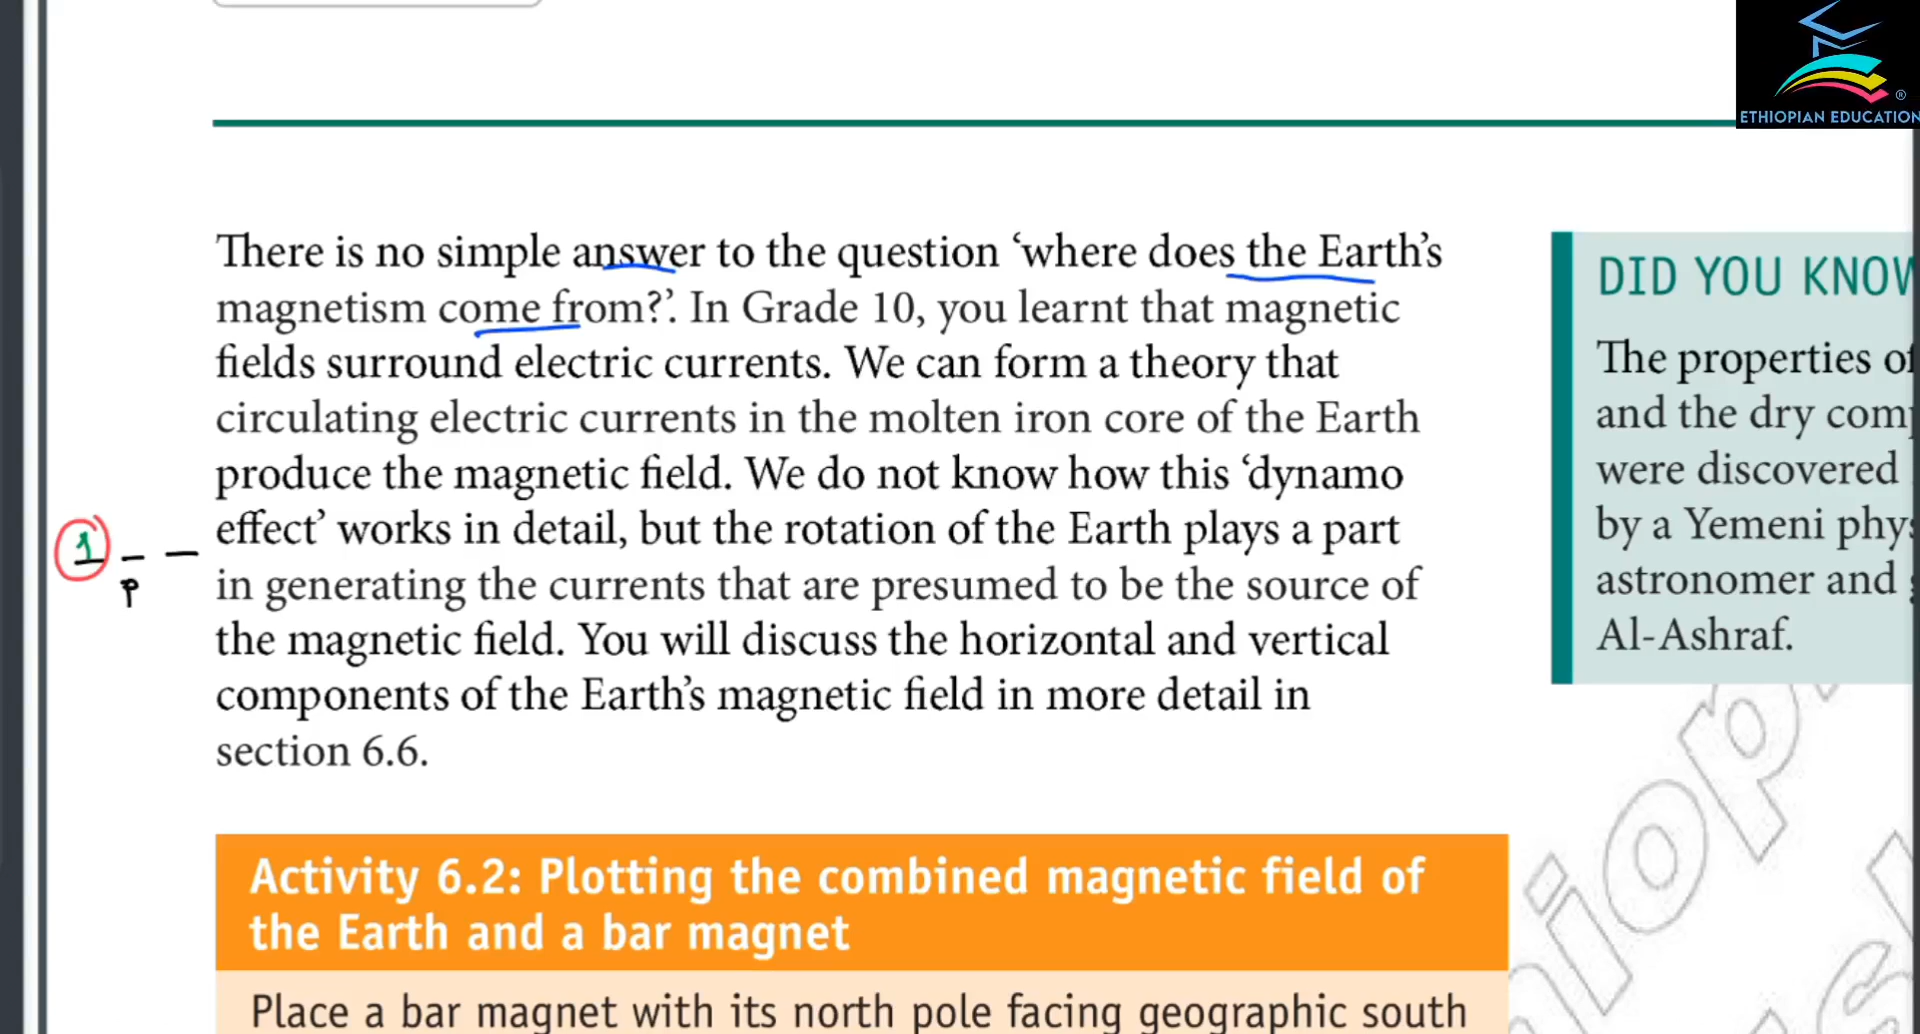 ETHIOPIAN EDUCATION
There is no simple answer to the question ‘where does the Earth’s
magnetism come from?’. In Grade 10, you learnt that magnetic
fields surround electric currents. We can form a theory that
circulating electric currents in the molten iron core of the Earth
produce the magnetic field. We do not know how this ‘dynamo
effect’ works in detail, but the rotation of the Earth plays a part
in generating the currents that are presumed to be the source of
the magnetic field. You will discuss the horizontal and vertical
components of the Earth’s magnetic field in more detail in
section 6.6.
1
DID YOU KNOW
The properties of
and the dry com
were discovered
by a Yemeni phys
astronomer and
Al-Ashraf.
Activity 6.2: Plotting the combined magnetic field of
the Earth and a bar magnet
Place a bar magnet with its north pole facing geographic south